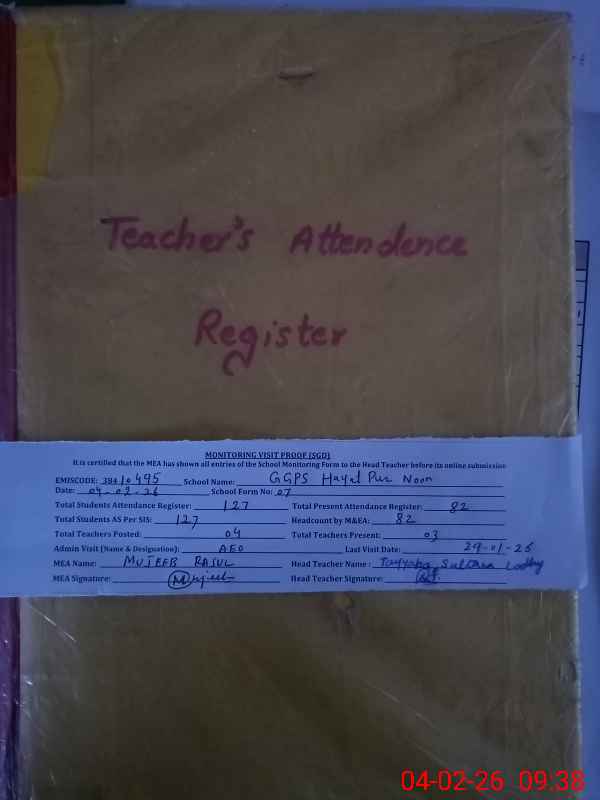 Teacher's Attendence
Register
MONITORING VISIT PROOF (SGD)
It is certified that the MEA has shown all entries of the School Monitoring Form to the Head Teacher before its online submission
EMISCODE: 38410495 School Name: GGPS Hayat Pur Noon
Date: 04-02-26 School Form No: 07
Total Students Attendance Register: 127 Total Present Attendance Register: 82
Total Students AS Per SIS: 127 Headcount by M&EA: 82
Total Teachers Posted: 04 Total Teachers Present: 03
Admin Visit (Name & Designation): AEO Last Visit Date: 29-01-26
MEA Name: MUJEEB RASUL Head Teacher Name: Tayyaba Sultana Lodhy
MEA Signature: Mujeeb Head Teacher Signature:
04-02-26 09:38